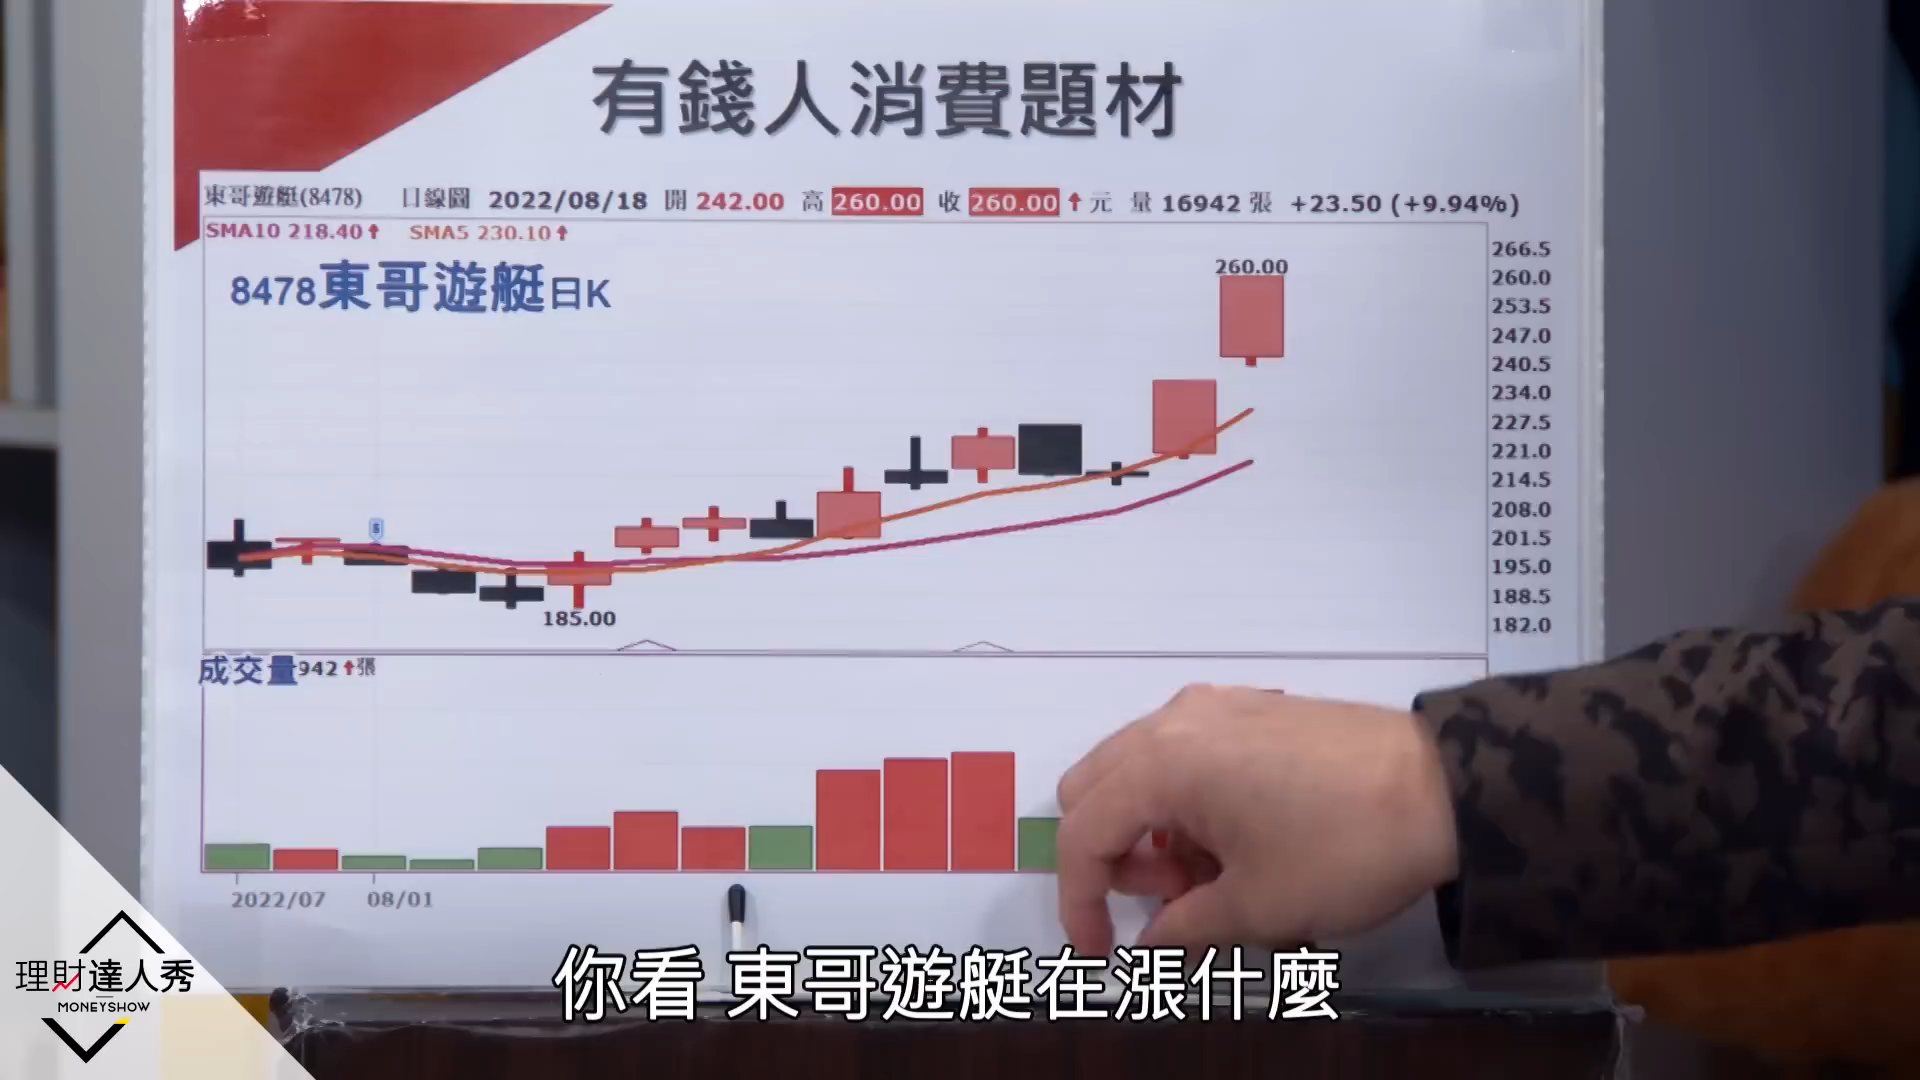 有錢人消費題材
東哥遊艇(8478) 日線圖 2022/08/18 開 242.00 高 260.00 收 260.00↑元 量 16942 張 +23.50 (+9.94%)
SMA10 218.40↑ SMA5 230.10↑
8478東哥遊艇日K
260.00
185.00
266.5
260.0
253.5
247.0
240.5
234.0
227.5
221.0
214.5
208.0
201.5
195.0
188.5
182.0
成交量942↑張
2022/07 08/01
理財達人秀
MONEYSHOW
你看 東哥遊艇在漲什麼